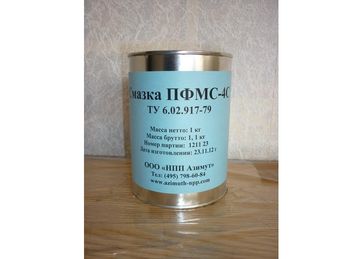 мазка ПФМС-4С
ТУ 6.02.917-79
Масса нетто: 1 кг
Масса брутто: 1, 1 кг
Номер партии: 1211 23
Дата изготовления: 23.11.12 г
ООО «НПП Азимут»
Тел: (495) 798-60-84
www.azimuth-npp.com